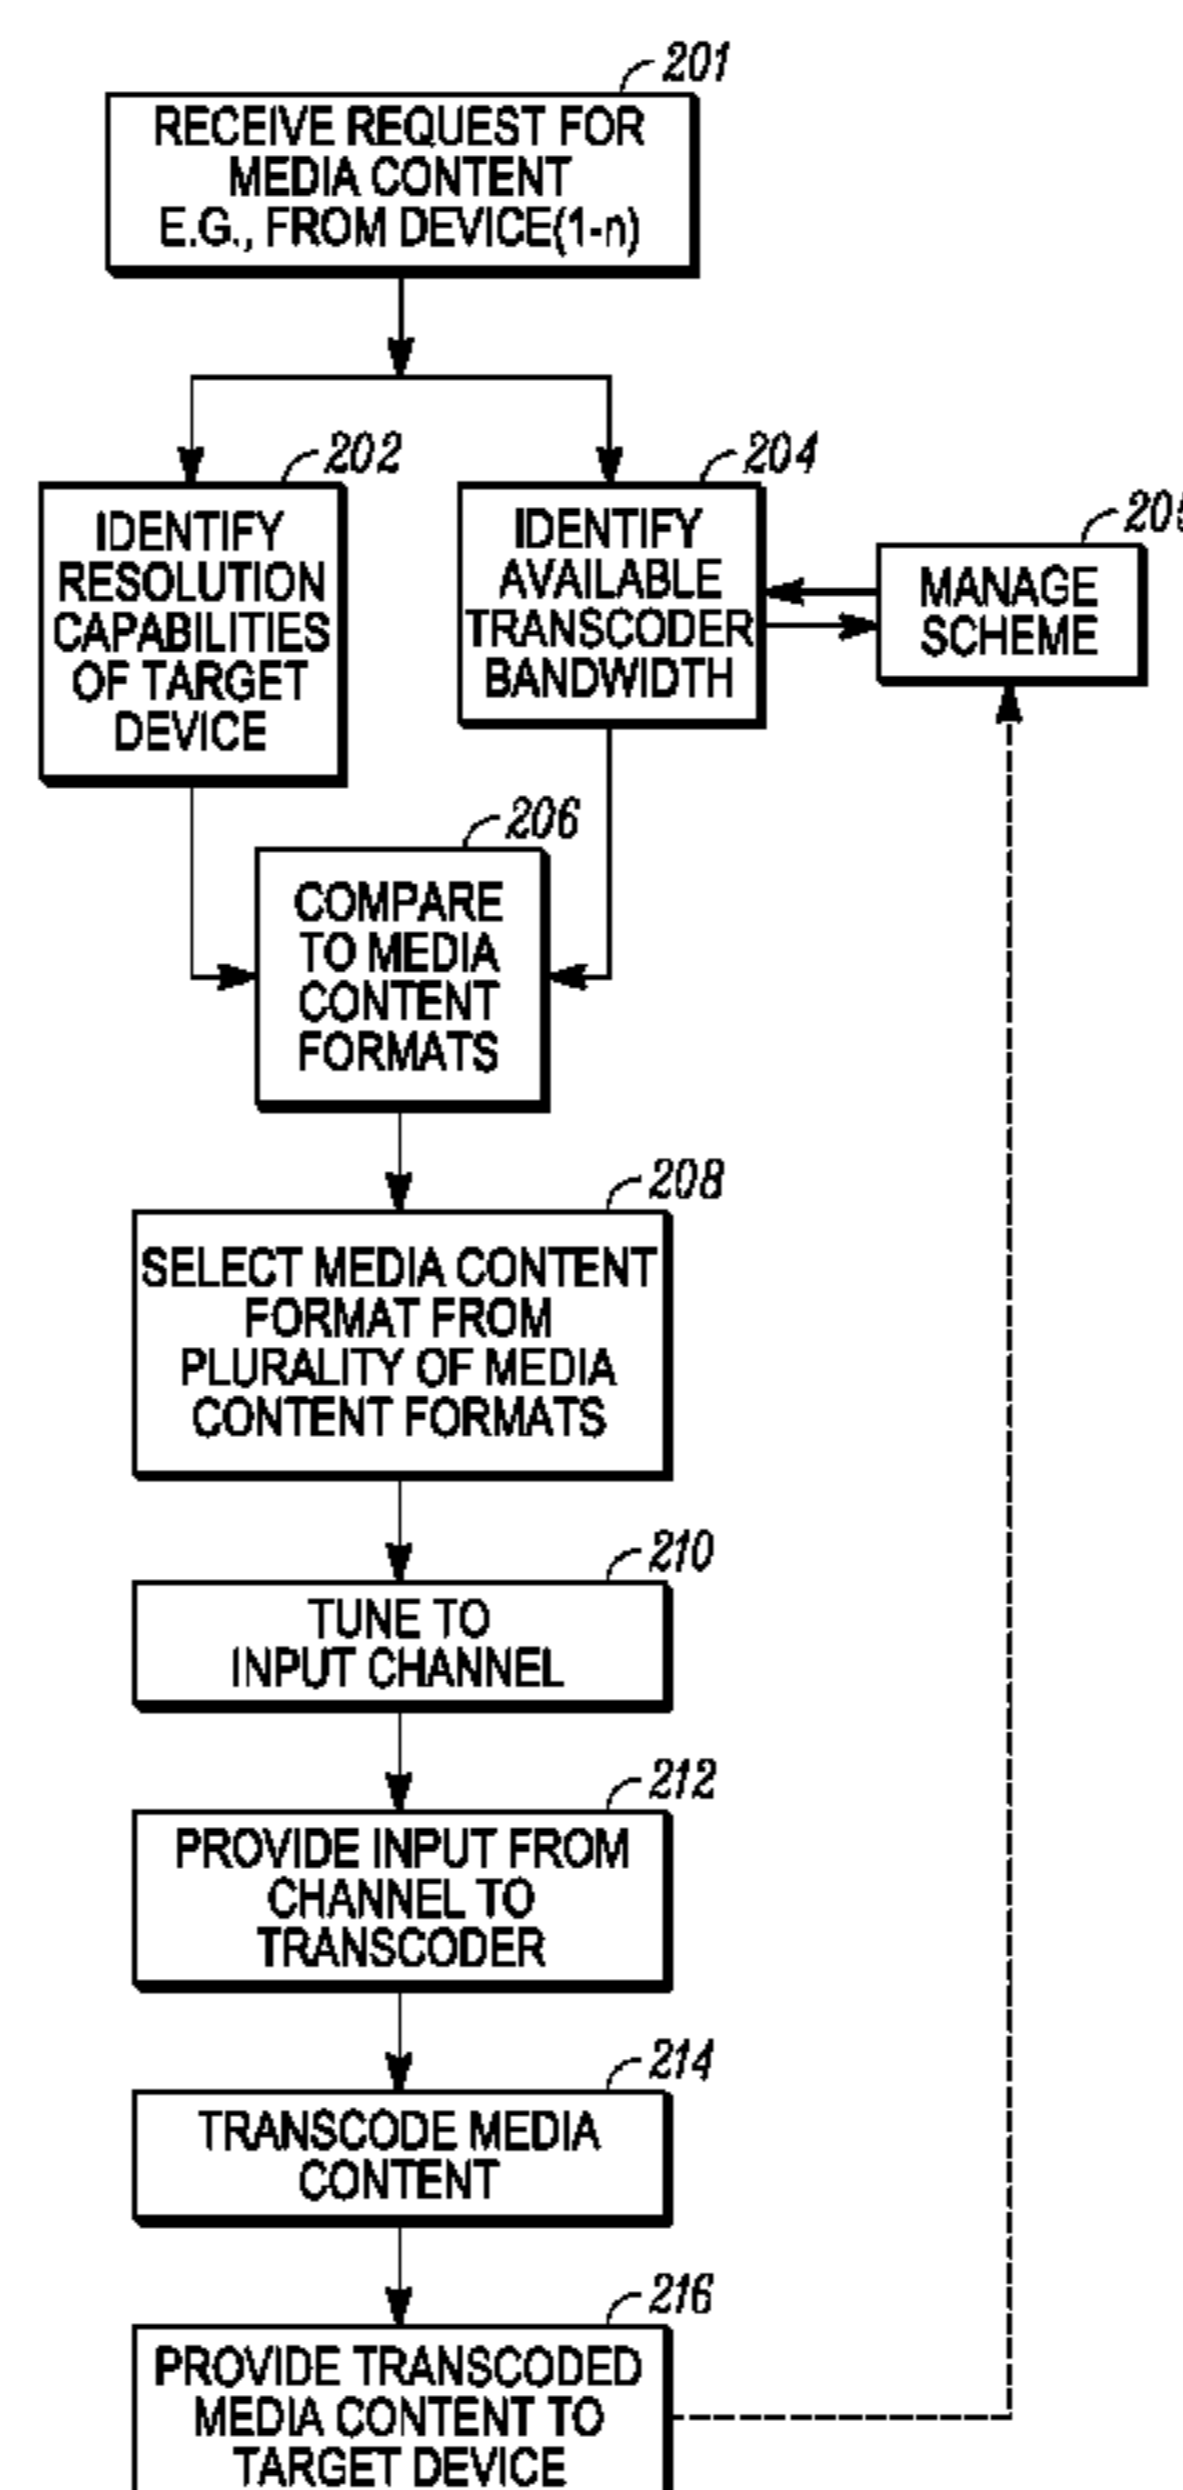 201
RECEIVE REQUEST FOR
MEDIA CONTENT
E.G., FROM DEVICE(1-n)
202
IDENTIFY
RESOLUTION
CAPABILITIES
OF TARGET
DEVICE
204
IDENTIFY
AVAILABLE
TRANSCODER
BANDWIDTH
MANAGE
SCHEME
206
COMPARE
TO MEDIA
CONTENT
FORMATS
208
SELECT MEDIA CONTENT
FORMAT FROM
PLURALITY OF MEDIA
CONTENT FORMATS
210
TUNE TO
INPUT CHANNEL
212
PROVIDE INPUT FROM
CHANNEL TO
TRANSCODER
214
TRANSCODE MEDIA
CONTENT
216
PROVIDE TRANSCODED
MEDIA CONTENT TO
TARGET DEVICE